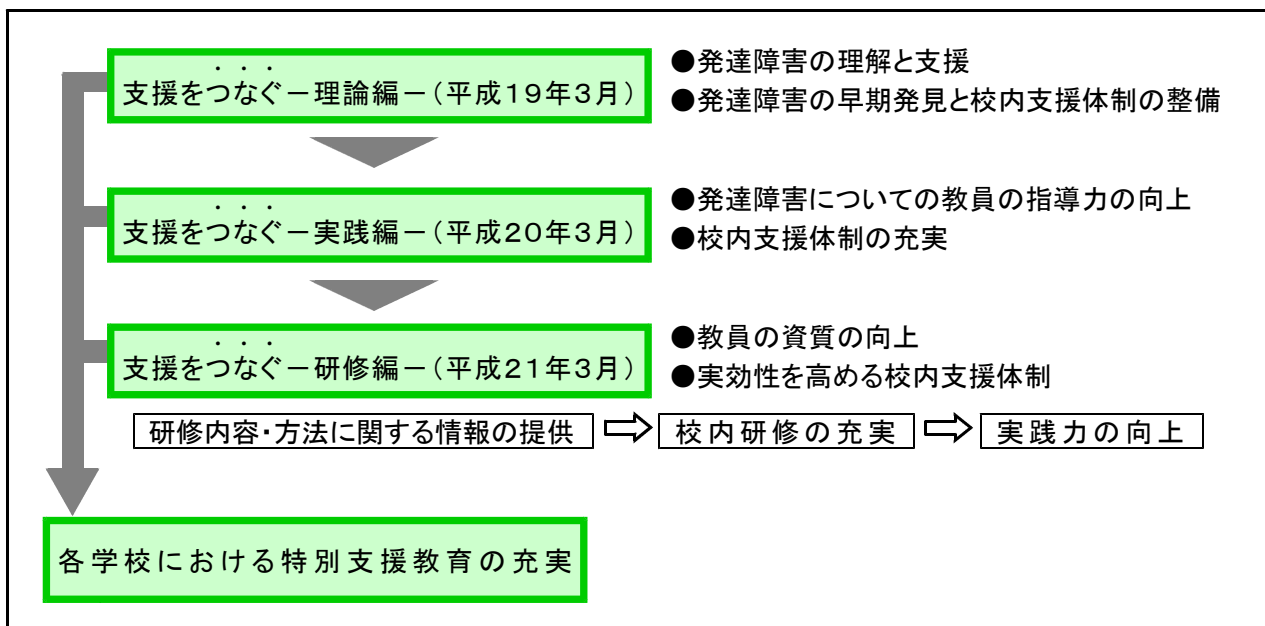 支援をつなぐ－理論編－（平成１９年３月）
●発達障害の理解と支援
●発達障害の早期発見と校内支援体制の整備
支援をつなぐ－実践編－（平成２０年３月）
●発達障害についての教員の指導力の向上
●校内支援体制の充実
支援をつなぐ－研修編－（平成２１年３月）
●教員の資質の向上
●実効性を高める校内支援体制
研修内容・方法に関する情報の提供
校内研修の充実
実践力の向上
各学校における特別支援教育の充実